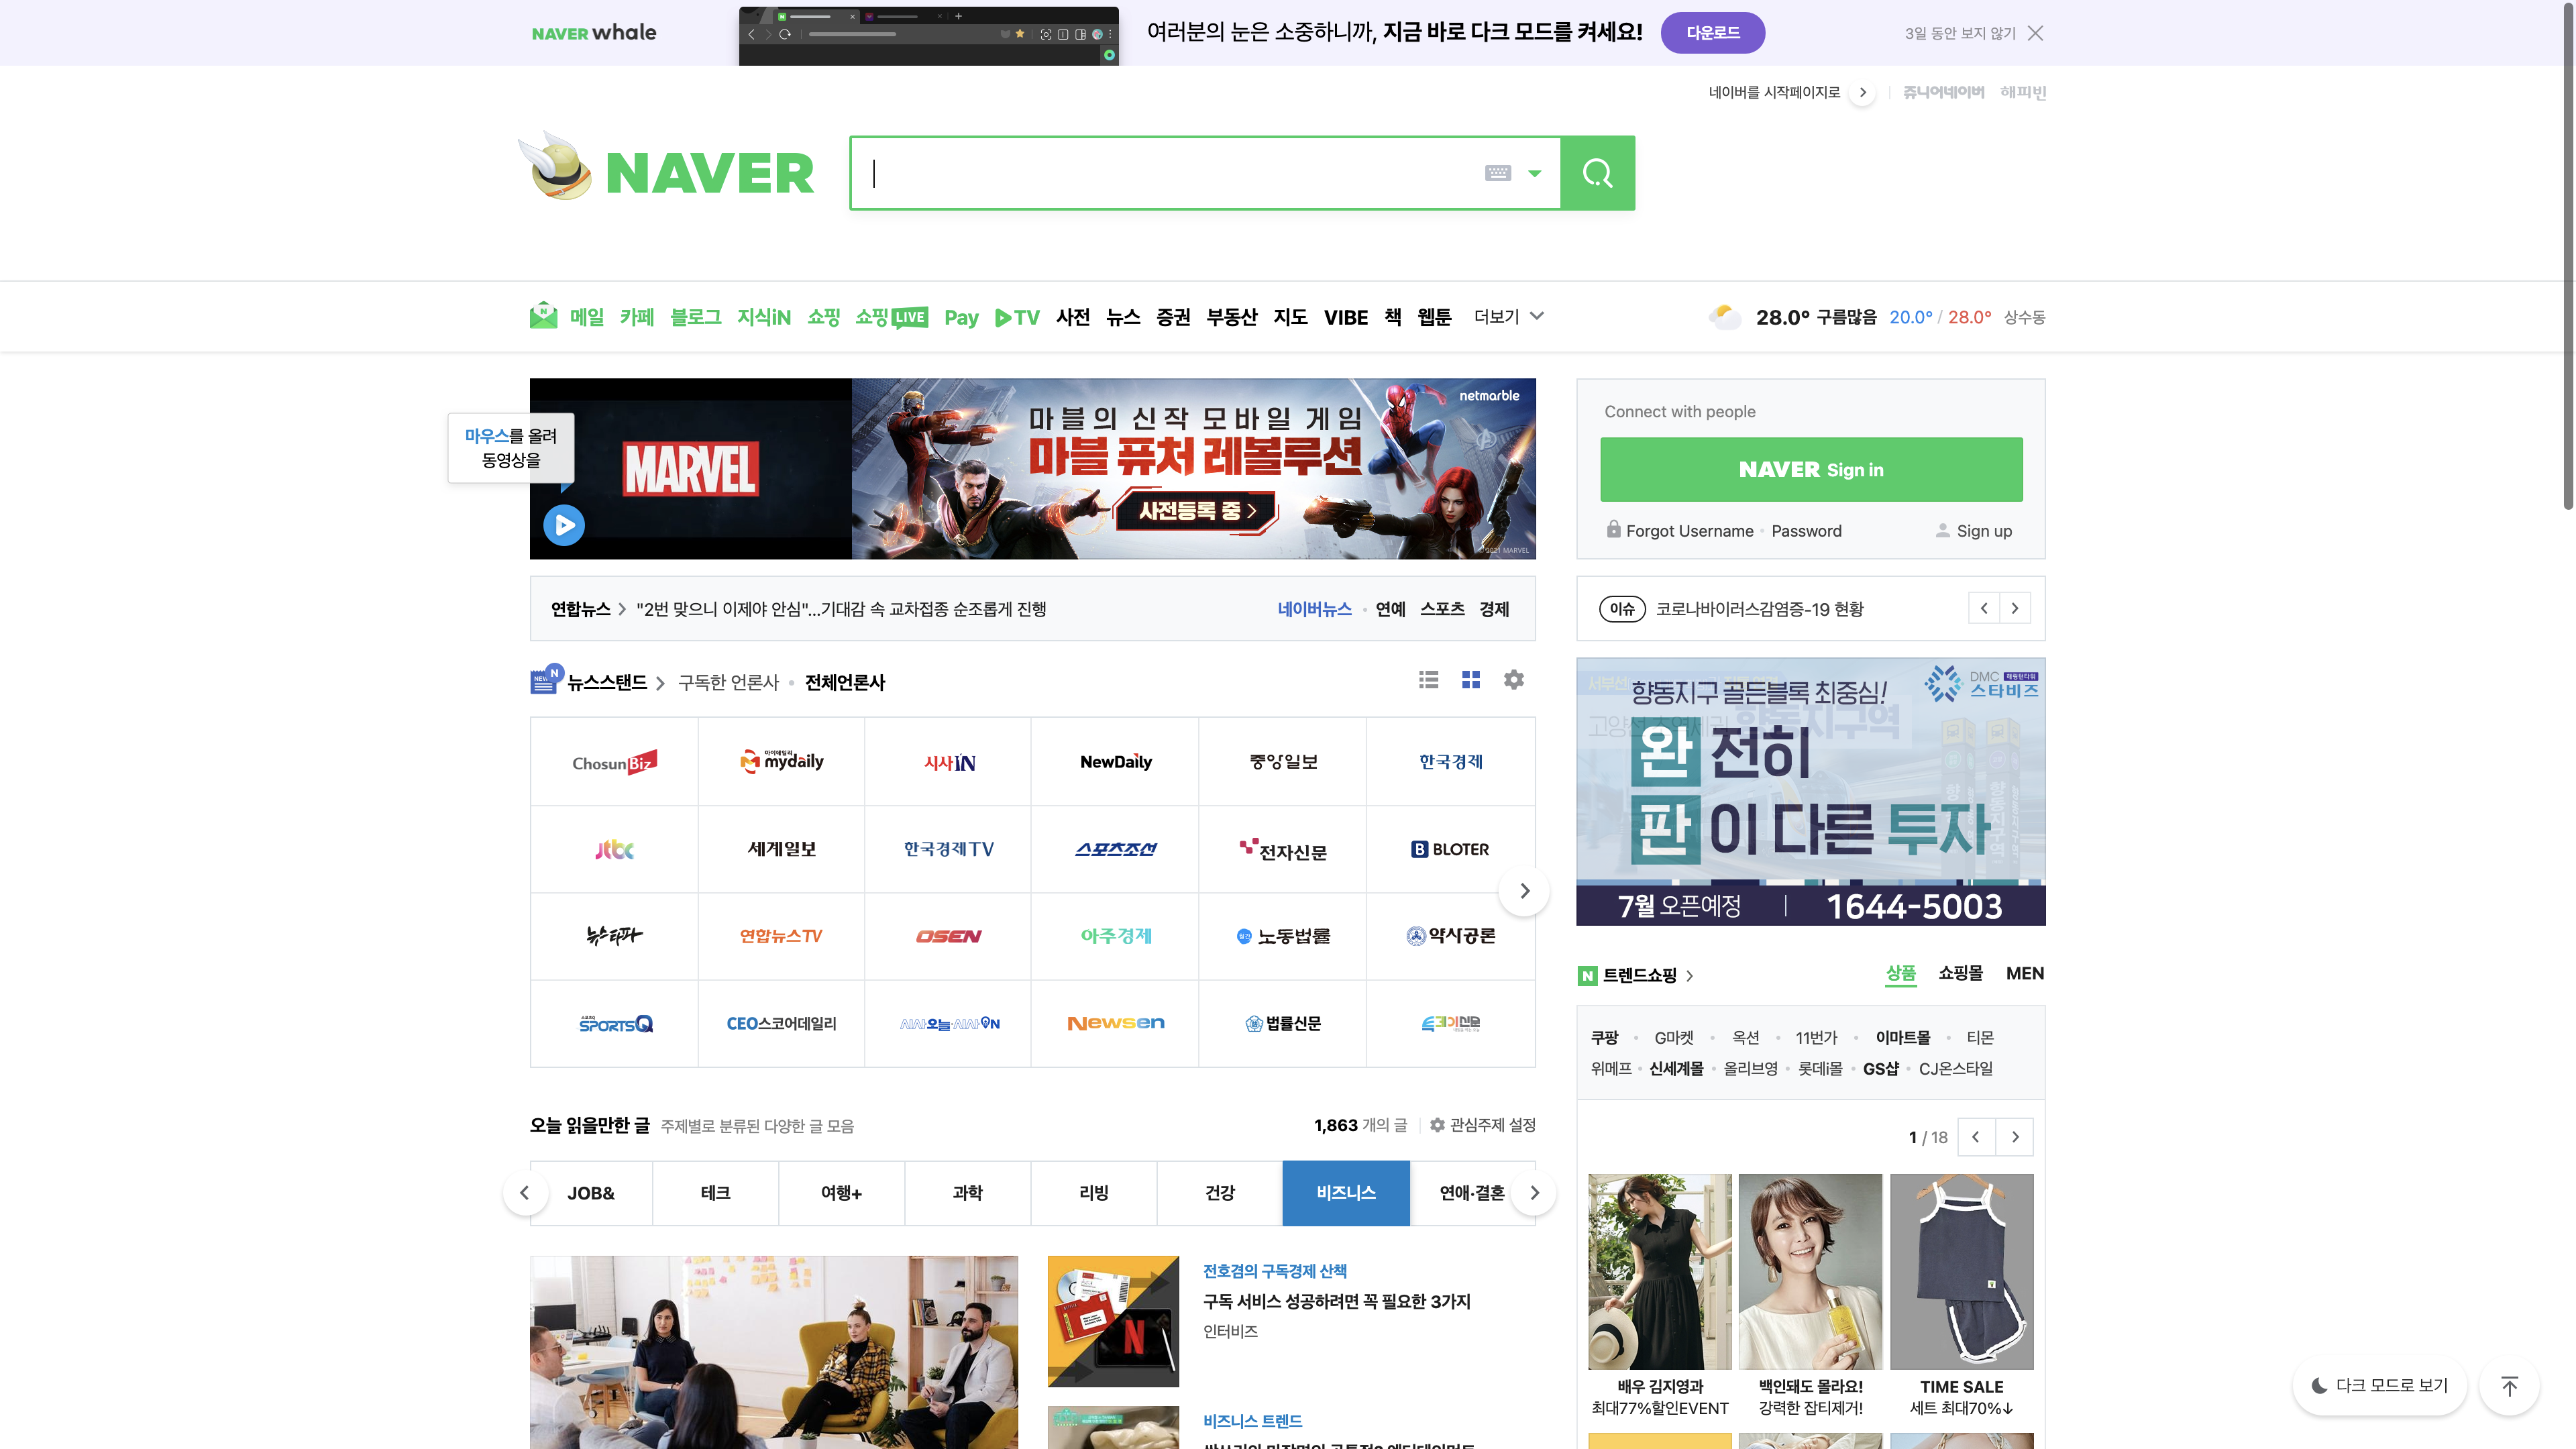 NAVER whale
여러분의 눈은 소중하니까, 지금 바로 다크 모드를 켜세요!
다운로드
3일 동안 보지 않기
네이버를 시작페이지로
쥬니어네이버 해피빈
NAVER
메일 카페 블로그 지식iN 쇼핑 쇼핑LIVE Pay TV 사전 뉴스 증권 부동산 지도 VIBE 책 웹툰 더보기
28.0° 구름많음 20.0° / 28.0° 상수동
마우스를 올려
동영상을
MARVEL
netmarble
마블의 신작 모바일 게임
마블 퓨처 레볼루션
사전등록 중
© 2021 MARVEL
Connect with people
NAVER Sign in
Forgot Username Password Sign up
연합뉴스 "2번 맞으니 이제야 안심"...기대감 속 교차접종 순조롭게 진행
네이버뉴스 연예 스포츠 경제
이슈 코로나바이러스감염증-19 현황
뉴스스탠드 구독한 언론사 전체언론사
ChosunBiz 마이데일리 mydaily 시사IN NewDaily 중앙일보 한국경제
jtbc 세계일보 한국경제TV 스포츠조선 전자신문 BLOTER
뉴스타파 연합뉴스TV OSEN 아주경제 월간 노동법률 약사공론
스포츠Q SPORTSQ CEO스코어데일리 시사오늘·시사ON Newsen 법률신문
DMC 스타비즈
향동지구 골든블록 최중심!
완전히
판이 다른 투자
7월 오픈예정 1644-5003
트렌드쇼핑 상품 쇼핑몰 MEN
쿠팡 G마켓 옥션 11번가 이마트몰 티몬
위메프 신세계몰 올리브영 롯데i몰 GS샵 CJ온스타일
1 / 18
배우 김지영과
최대77%할인EVENT
백인돼도 몰라요!
강력한 잡티제거!
TIME SALE
세트 최대70%↓
오늘 읽을만한 글 주제별로 분류된 다양한 글 모음
1,863 개의 글 관심주제 설정
JOB& 테크 여행+ 과학 리빙 건강 비즈니스 연애·결혼
전호겸의 구독경제 산책
구독 서비스 성공하려면 꼭 필요한 3가지
인터비즈
비즈니스 트렌드
다크 모드로 보기